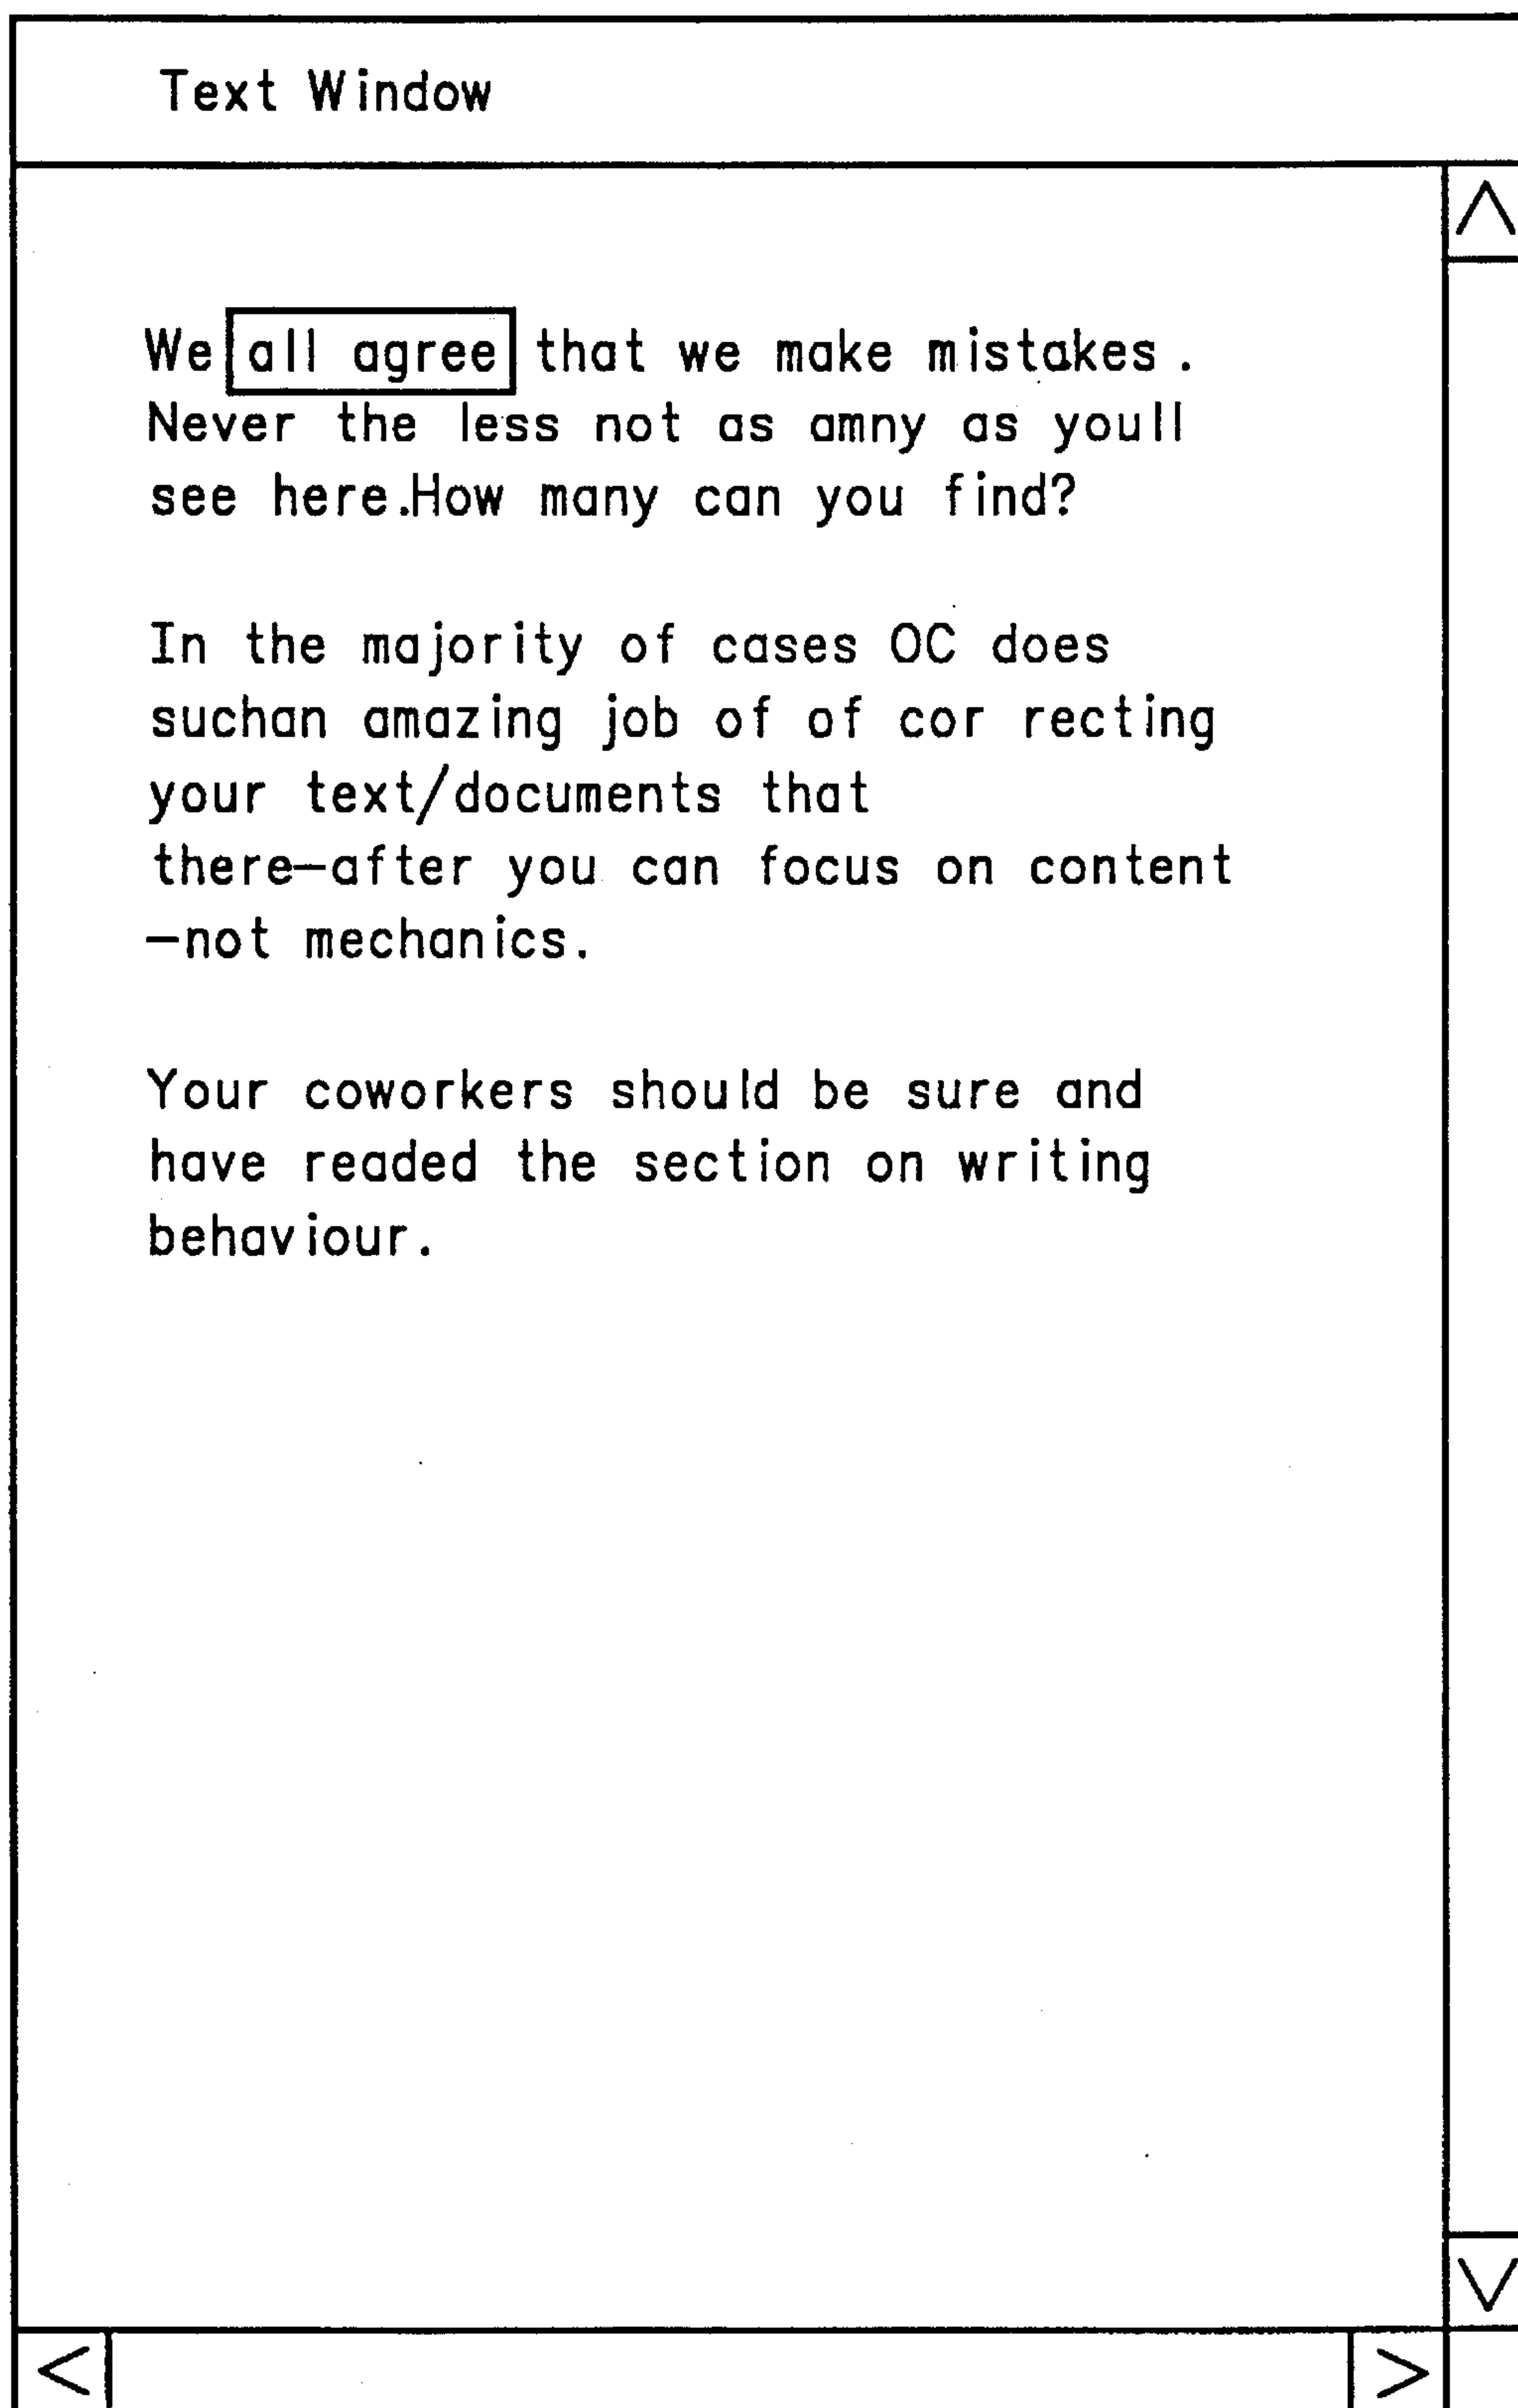 Text Window
We all agree that we make mistakes .
Never the less not as amny as youll
see here.How many can you find?
In the majority of cases OC does
suchan amazing job of of cor recting
your text/documents that
there—after you can focus on content
—not mechanics.
Your coworkers should be sure and
have readed the section on writing
behaviour.